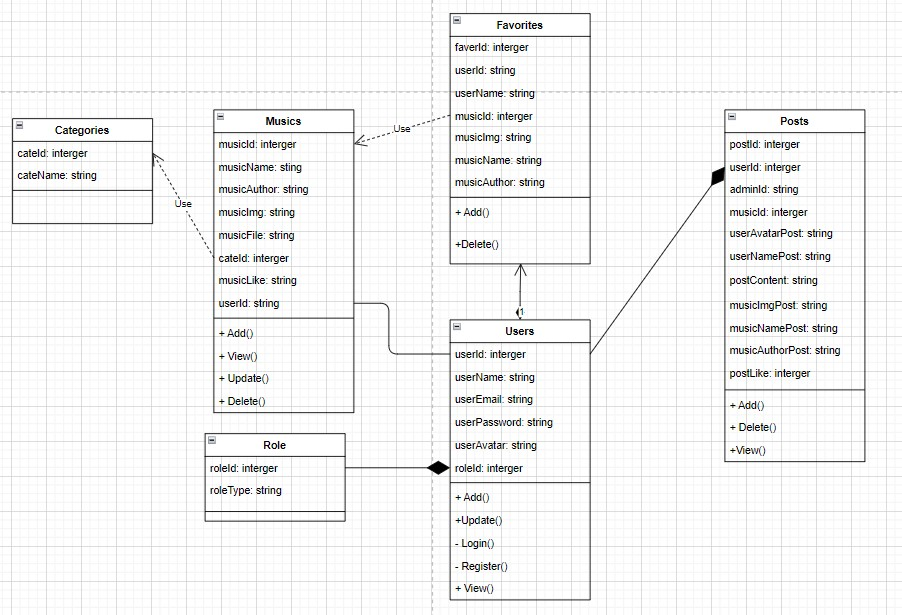 Favorites
faverId: interger
userId: string
userName: string
musicId: interger
musicImg: string
musicName: string
musicAuthor: string
+ Add()
+Delete()
Use
Categories
cateId: interger
cateName: string
Use
Musics
musicId: interger
musicName: sting
musicAuthor: string
musicImg: string
musicFile: string
cateId: interger
musicLike: string
userId: string
+ Add()
+ View()
+ Update()
+ Delete()
Posts
postId: interger
userId: interger
adminId: string
musicId: interger
userAvatarPost: string
userNamePost: string
postContent: string
musicImgPost: string
musicNamePost: string
musicAuthorPost: string
postLike: interger
+ Add()
+ Delete()
+View()
1
Users
userId: interger
userName: string
userEmail: string
userPassword: string
userAvatar: string
roleId: interger
+ Add()
+Update()
- Login()
- Register()
+ View()
Role
roleId: interger
roleType: string